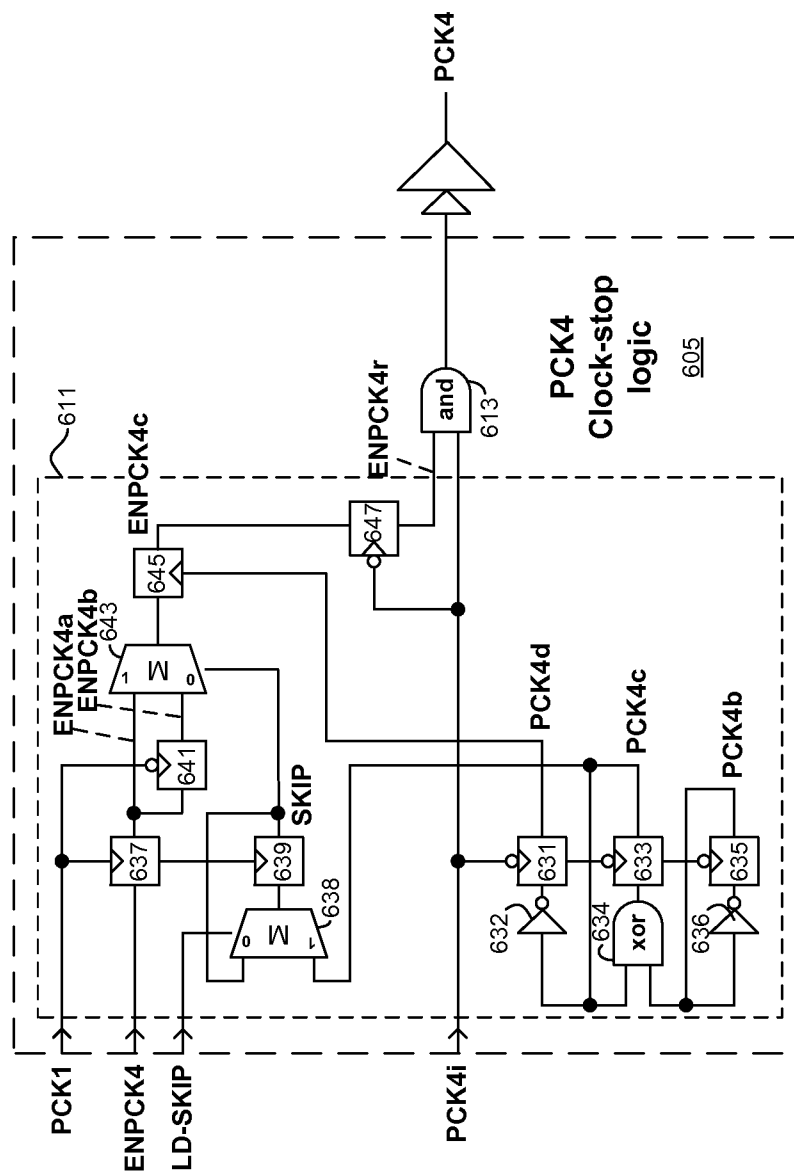 PCK1
ENPCK4
LD-SKIP
PCK4i
611
637
641
ENPCK4a
ENPCK4b
643
1
M
0
645
ENPCK4c
638
0
M
1
639
SKIP
647
ENPCK4r
and
613
PCK4
632
631
PCK4d
634
xor
633
PCK4c
636
635
PCK4b
PCK4
Clock-stop
logic
605